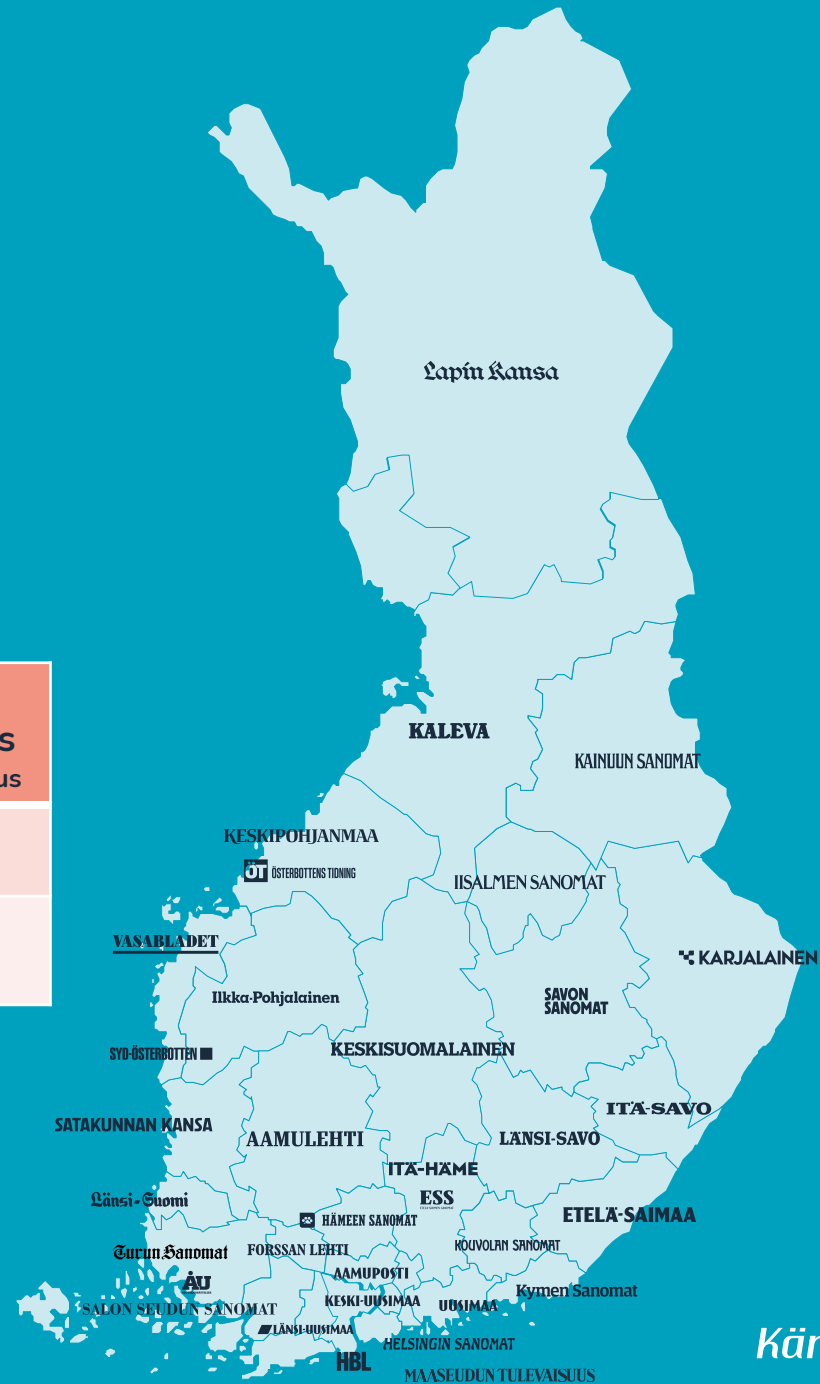 Lapin Kansa
s
us
KALEVA
KAINUUN SANOMAT
KESKIPOHJANMAA
ÖT ÖSTERBOTTENS TIDNING
IISALMEN SANOMAT
VASABLADET
KARJALAINEN
Ilkka-Pohjalainen
SAVON
SANOMAT
KESKISUOMALAINEN
SYD-ÖSTERBOTTEN
ITÄ-SAVO
SATAKUNNAN KANSA
AAMULEHTI
LÄNSI-SAVO
ITÄ-HÄME
Länsi-Suomi
ESS
ETELÄ-SAIMAA
HÄMEEN SANOMAT
Turun Sanomat
FORSSAN LEHTI
KOUVOLAN SANOMAT
AAMUPOSTI
ÅU
Kymen Sanomat
KESKI-UUSIMAA
UUSIMAA
SALON SEUDUN SANOMAT
LÄNSI-UUSIMAA
HELSINGIN SANOMAT
Kär
HBL
MAASEUDUN TULEVAISUUS